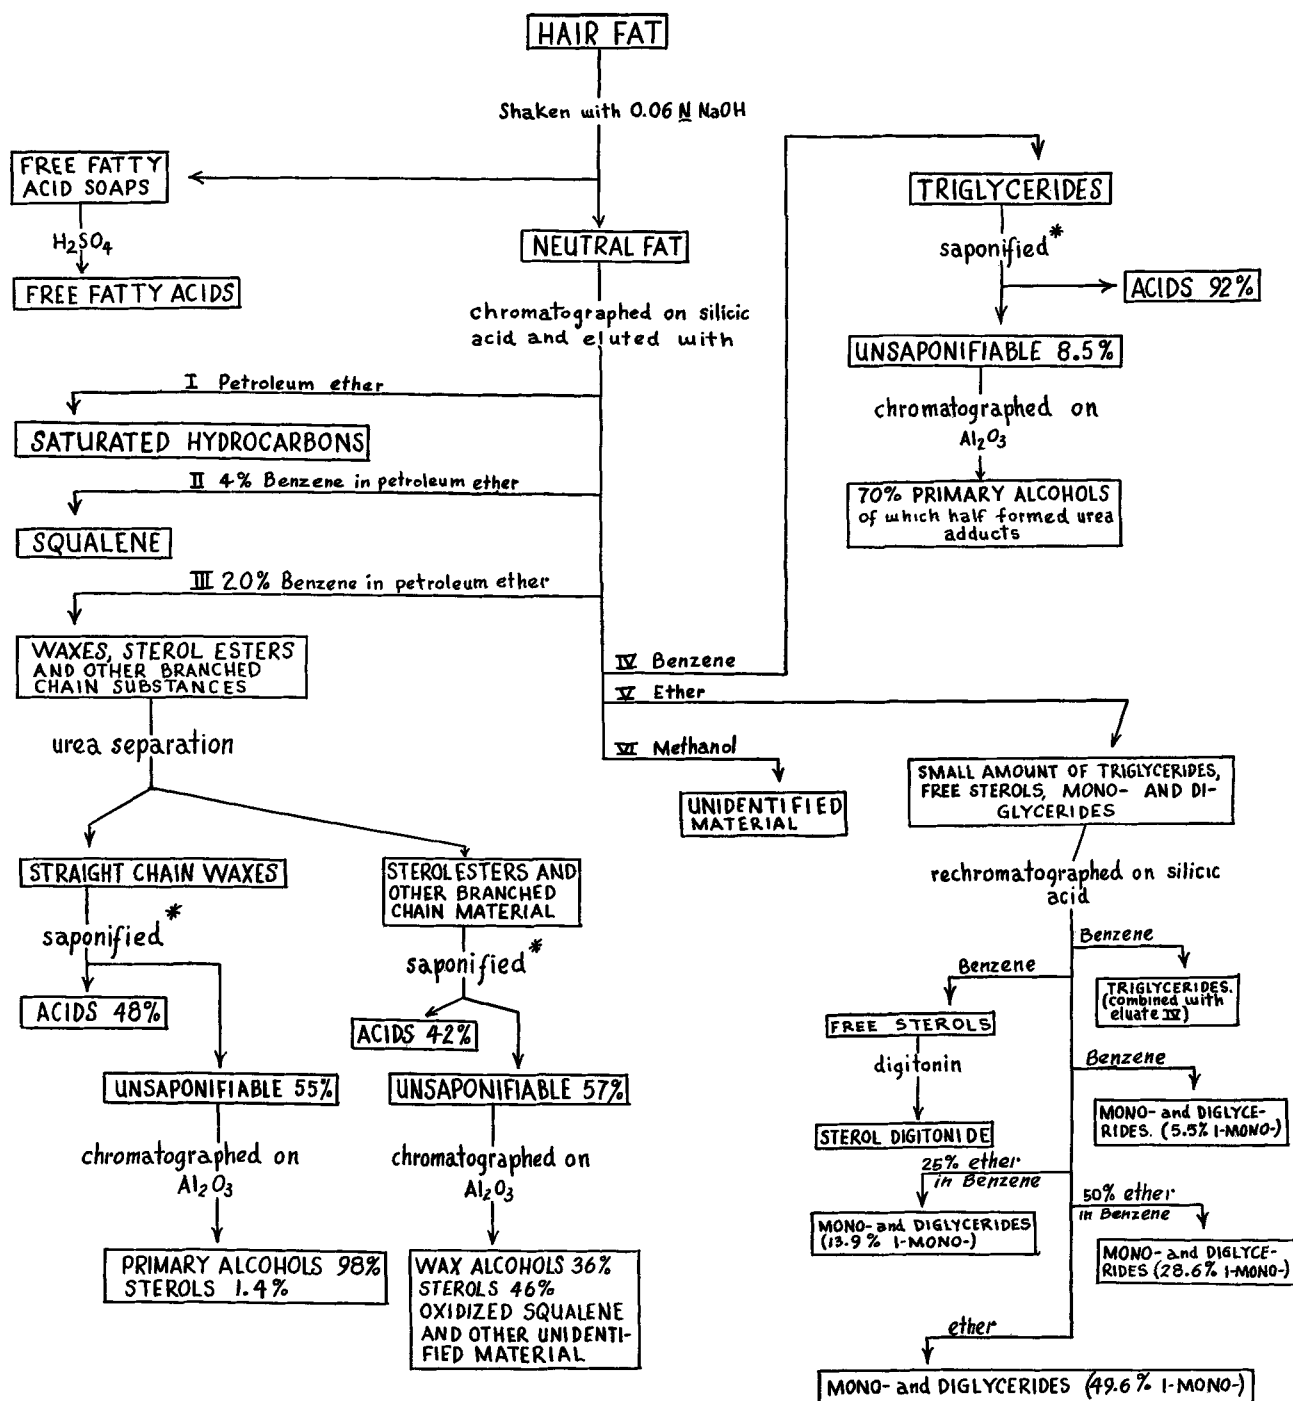 HAIR FAT
Shaken with 0.06 N NaOH
FREE FATTY
ACID SOAPS
H₂SO₄
FREE FATTY ACIDS
NEUTRAL FAT
chromatographed on silicic
acid and eluted with
TRIGLYCERIDES
saponified*
ACIDS 92%
UNSAPONIFIABLE 8.5%
chromatographed on
Al₂O₃
70% PRIMARY ALCOHOLS
of which half formed urea
adducts
I Petroleum ether
SATURATED HYDROCARBONS
II 4% Benzene in petroleum ether
SQUALENE
III 20% Benzene in petroleum ether
WAXES, STEROL ESTERS
AND OTHER BRANCHED
CHAIN SUBSTANCES
IV Benzene
V Ether
VI Methanol
UNIDENTIFIED
MATERIAL
urea separation
STRAIGHT CHAIN WAXES
saponified*
ACIDS 48%
UNSAPONIFIABLE 55%
chromatographed on
Al₂O₃
PRIMARY ALCOHOLS 98%
STEROLS 1.4%
STEROL ESTERS AND
OTHER BRANCHED
CHAIN MATERIAL
saponified*
ACIDS 42%
UNSAPONIFIABLE 57%
chromatographed on
Al₂O₃
WAX ALCOHOLS 36%
STEROLS 46%
OXIDIZED SQUALENE
AND OTHER UNIDENTI-
FIED MATERIAL
SMALL AMOUNT OF TRIGLYCERIDES,
FREE STEROLS, MONO- AND DI-
GLYCERIDES
rechromatographed on silicic
acid
Benzene
TRIGLYCERIDES.
(combined with
eluate IV)
Benzene
FREE STEROLS
digitonin
STEROL DIGITONIDE
Benzene
MONO- and DIGLYCE-
RIDES. (5.5% 1-MONO-)
25% ether
in Benzene
MONO- and DIGLYCERIDES
(13.9% 1-MONO-)
50% ether
in Benzene
MONO- and DIGLYCE-
RIDES (28.6% 1-MONO-)
ether
MONO- and DIGLYCERIDES (49.6% 1-MONO-)